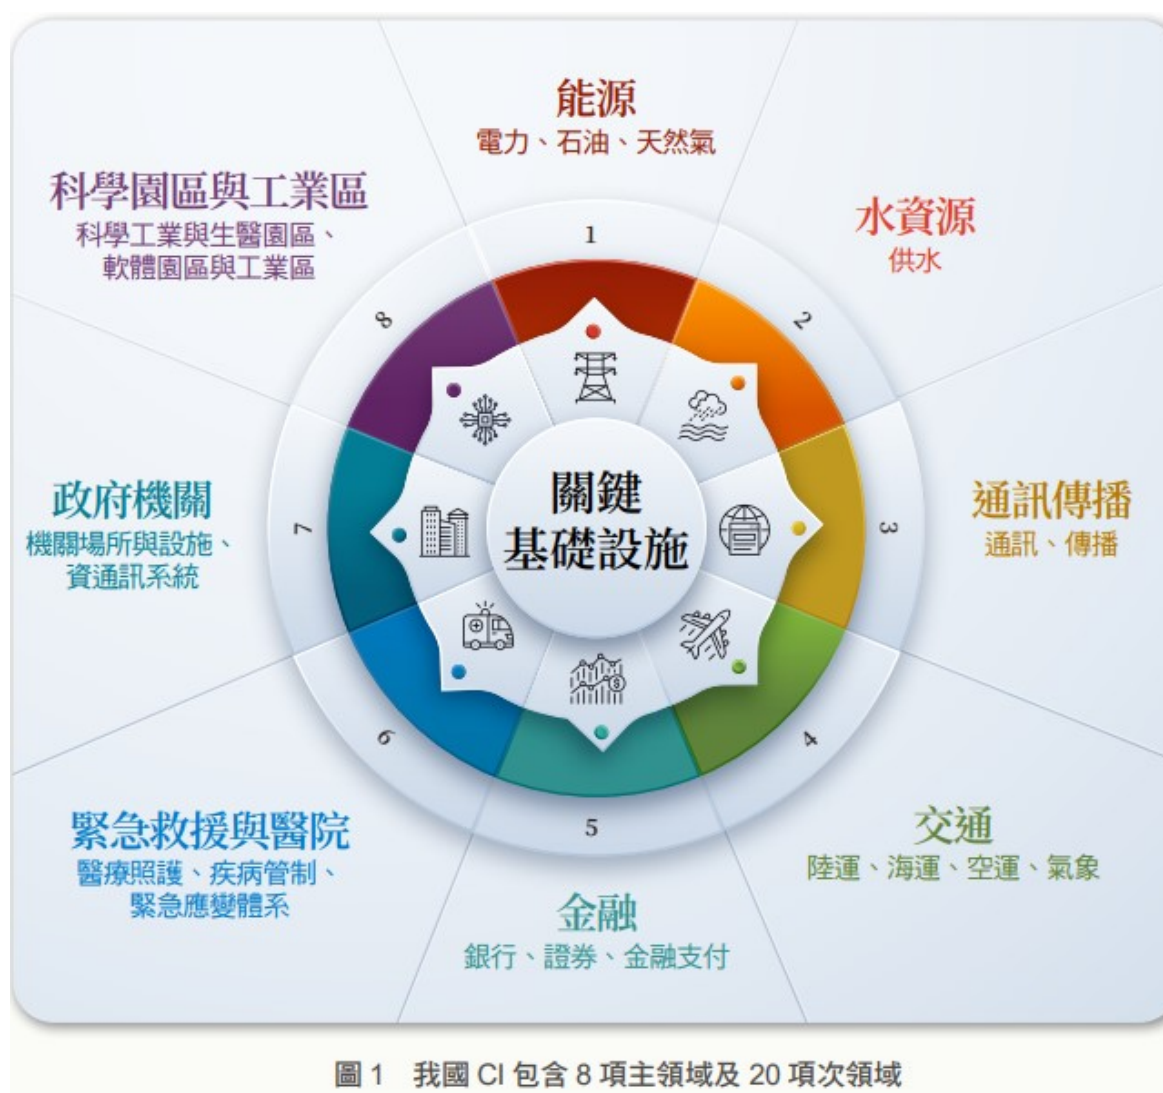 能源
電力、石油、天然氣
1
水資源
供水
2
通訊傳播
通訊、傳播
3
交通
陸運、海運、空運、氣象
4
金融
銀行、證券、金融支付
5
緊急救援與醫院
醫療照護、疾病管制、
緊急應變體系
6
政府機關
機關場所與設施、
資通訊系統
7
科學園區與工業區
科學工業與生醫園區、
軟體園區與工業區
8
關鍵
基礎設施
$
圖 1 我國 CI 包含 8 項主領域及 20 項次領域